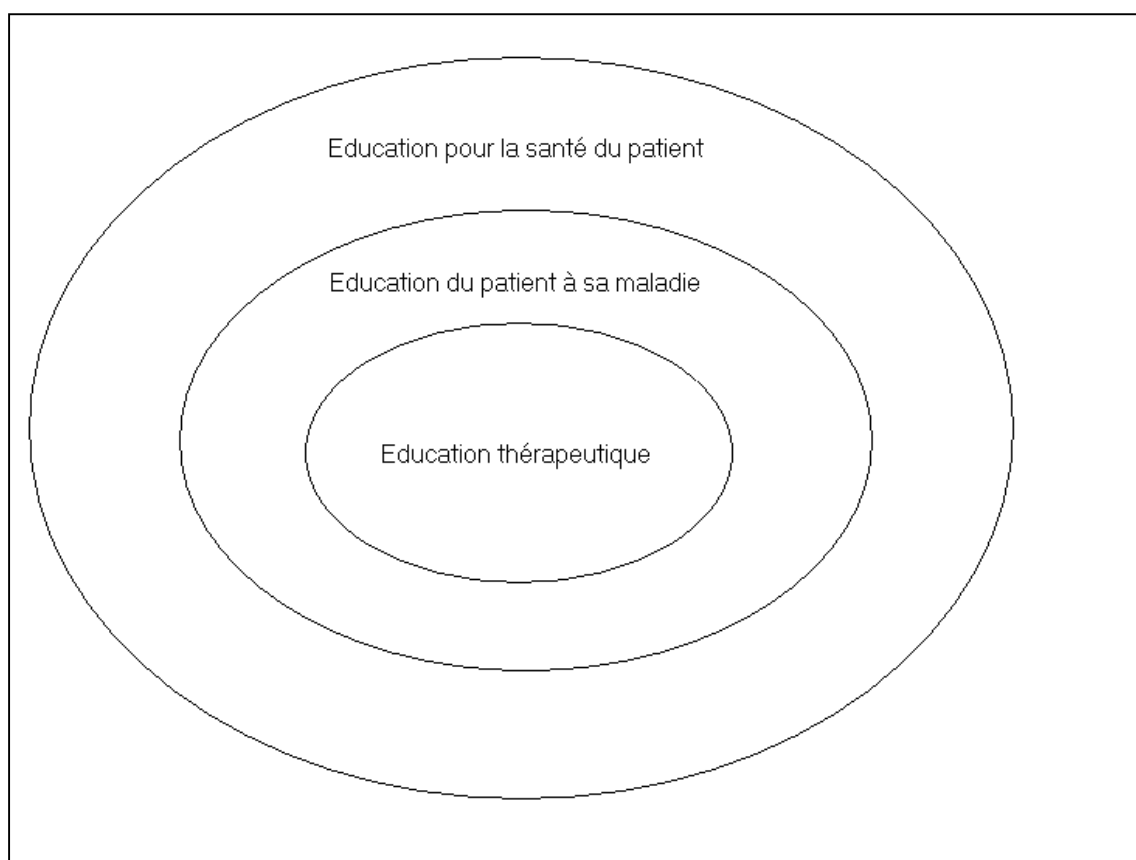 Education pour la santé du patient
Education du patient à sa maladie
Education thérapeutique